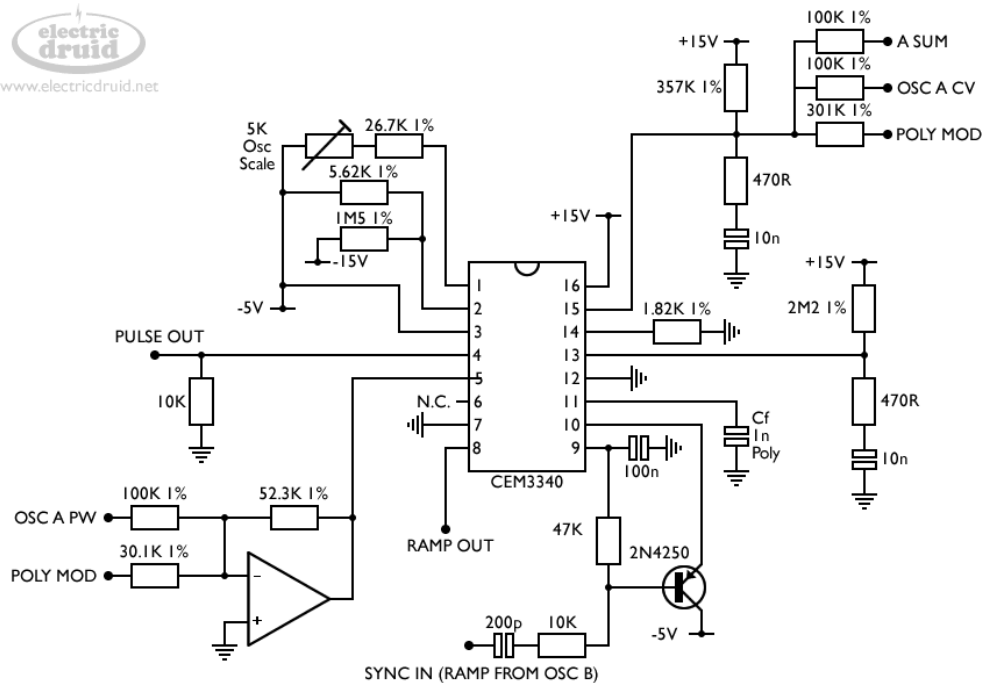 electric
druid
www.electricdruid.net
100K 1%
A SUM
+15V
100K 1%
357K 1%
OSC A CV
301K 1%
POLY MOD
5K
Osc
Scale
26.7K 1%
5.62K 1%
470R
1M5 1%
+15V
10n
-15V
+15V
-5V
1
2
3
4
5
6
7
8
16
15
14
13
12
11
10
9
1.82K 1%
2M2 1%
PULSE OUT
10K
N.C.
470R
Cf
1n
Poly
10n
100n
CEM3340
100K 1%
52.3K 1%
OSC A PW
RAMP OUT
47K
2N4250
30.1K 1%
POLY MOD
–
+
200p
10K
-5V
SYNC IN (RAMP FROM OSC B)